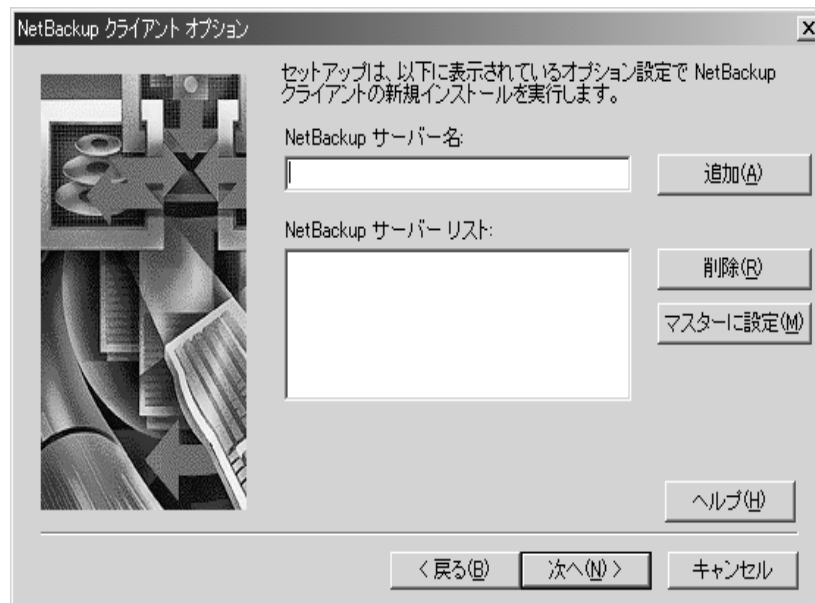 NetBackup クライアント オプション
セットアップは、以下に表示されているオプション設定で NetBackup
クライアントの新規インストールを実行します。
NetBackup サーバー名:
追加(A)
NetBackup サーバー リスト:
削除(R)
マスターに設定(M)
ヘルプ(H)
< 戻る(B)
次へ(N) >
キャンセル